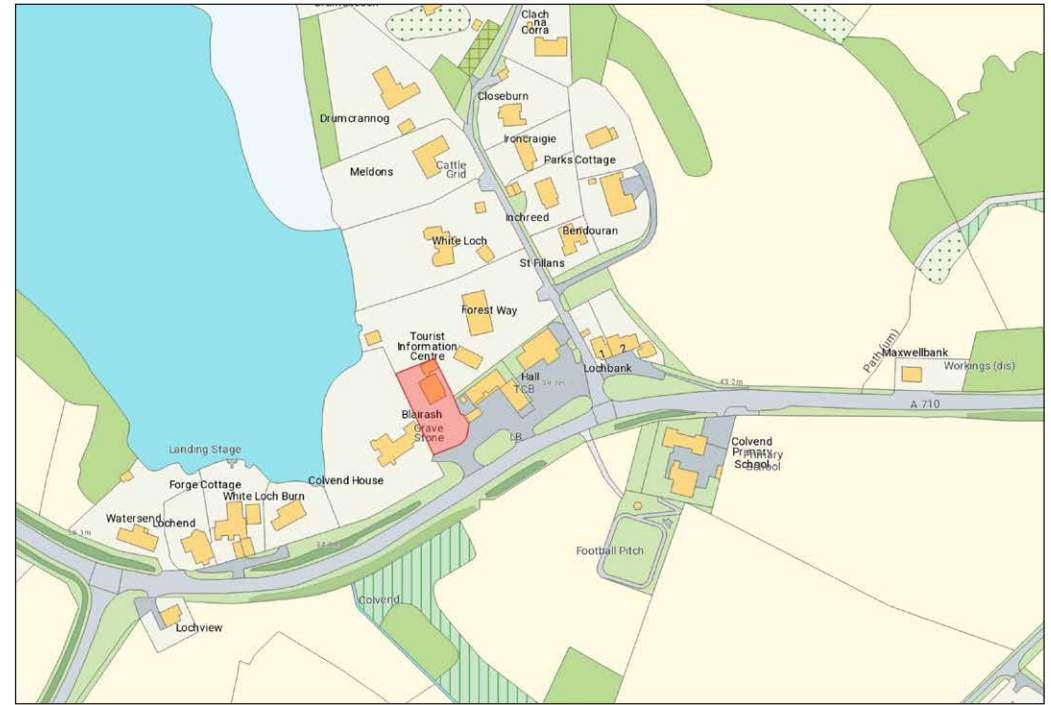 Clach
na
Corra
Closeburn
Drumcrannog
Ironcraigie
Parks Cottage
Cattle
Grid
Meldons
Inchreed
Bendouran
White Loch
St Fillans
Forest Way
Tourist
Information
Centre
1
2
Maxwellbank
Path (um)
Workings (dis)
Lochbank
Hall
TCB
43.2m
A 710
Blairash
Grave
Stone
LB
Colvend
Primary
School
Primary
School
Landing Stage
Colvend House
Forge Cottage
White Loch Burn
Watersend
Lochend
Football Pitch
Colvend
Lochview